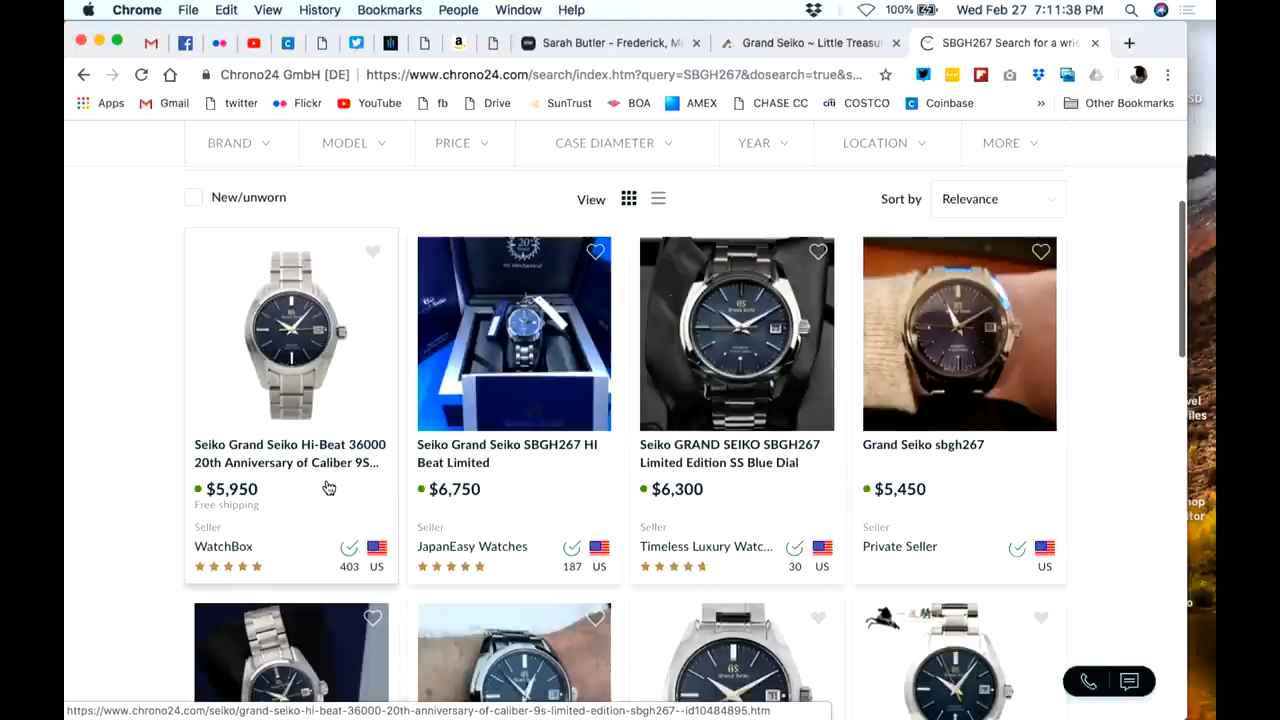 Chrome File Edit View History Bookmarks People Window Help 100% Wed Feb 27 7:11:38 PM
Sarah Butler - Frederick, M Grand Seiko ~ Little Treasu SBGH267 Search for a wris
Chrono24 GmbH [DE] https://www.chrono24.com/search/index.htm?query=SBGH267&dosearch=true&s...
Apps Gmail twitter Flickr YouTube fb Drive SunTrust BOA AMEX CHASE CC COSTCO Coinbase » Other Bookmarks
BRAND MODEL PRICE CASE DIAMETER YEAR LOCATION MORE
New/unworn View Sort by Relevance
Seiko Grand Seiko Hi-Beat 36000
20th Anniversary of Caliber 9S...
$5,950
Free shipping
Seller
WatchBox
403 US
Seiko Grand Seiko SBGH267 HI
Beat Limited
$6,750
Seller
JapanEasy Watches
187 US
Seiko GRAND SEIKO SBGH267
Limited Edition SS Blue Dial
$6,300
Seller
Timeless Luxury Watc...
30 US
Grand Seiko sbgh267
$5,450
Seller
Private Seller
US
https://www.chrono24.com/seiko/grand-seiko-hi-beat-36000-20th-anniversary-of-caliber-9s-limited-edition-sbgh267--id10484895.htm